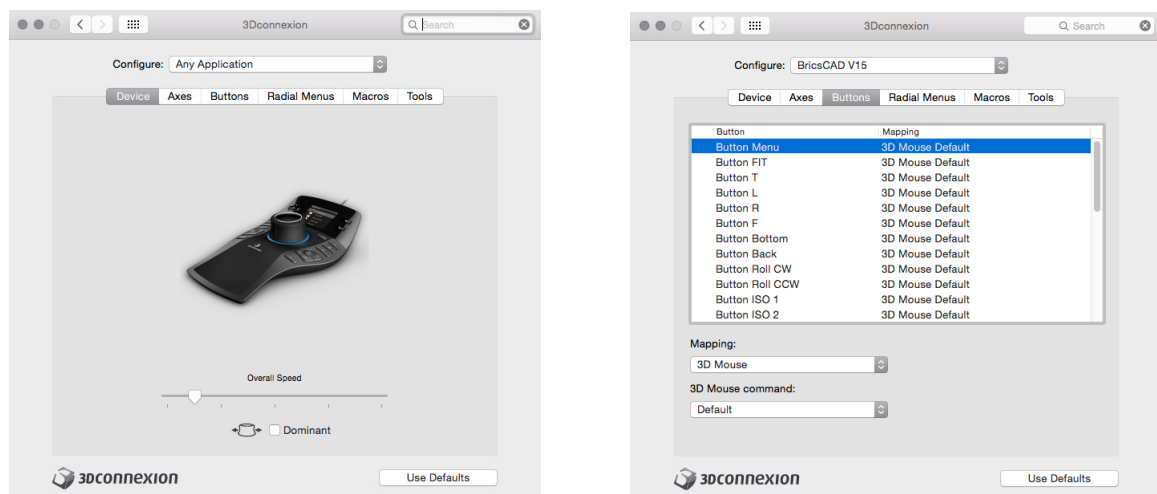 3Dconnexion
Search
Configure: Any Application
Device Axes Buttons Radial Menus Macros Tools
Overall Speed
Dominant
3Dconnexion
Use Defaults
3Dconnexion
Search
Configure: BricsCAD V15
Device Axes Buttons Radial Menus Macros Tools
Button Mapping
Button Menu 3D Mouse Default
Button FIT 3D Mouse Default
Button T 3D Mouse Default
Button L 3D Mouse Default
Button R 3D Mouse Default
Button F 3D Mouse Default
Button Bottom 3D Mouse Default
Button Back 3D Mouse Default
Button Roll CW 3D Mouse Default
Button Roll CCW 3D Mouse Default
Button ISO 1 3D Mouse Default
Button ISO 2 3D Mouse Default
Mapping:
3D Mouse
3D Mouse command:
Default
3Dconnexion
Use Defaults